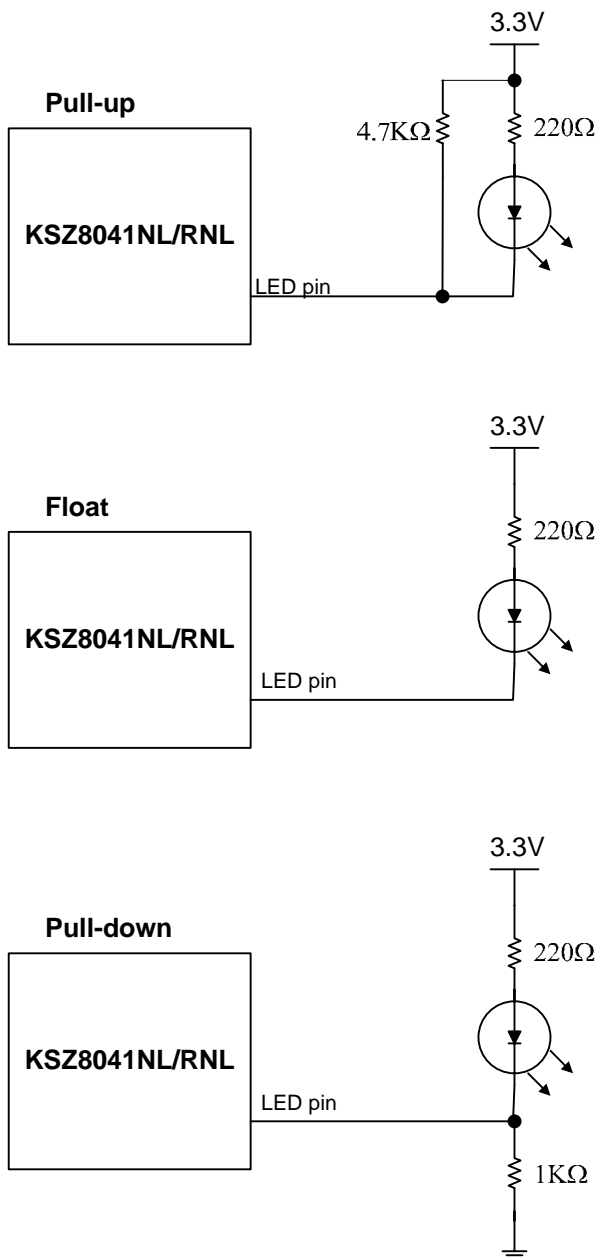 3.3V
Pull-up
4.7KΩ
220Ω
KSZ8041NL/RNL
LED pin
3.3V
Float
220Ω
KSZ8041NL/RNL
LED pin
3.3V
Pull-down
220Ω
KSZ8041NL/RNL
LED pin
1KΩ